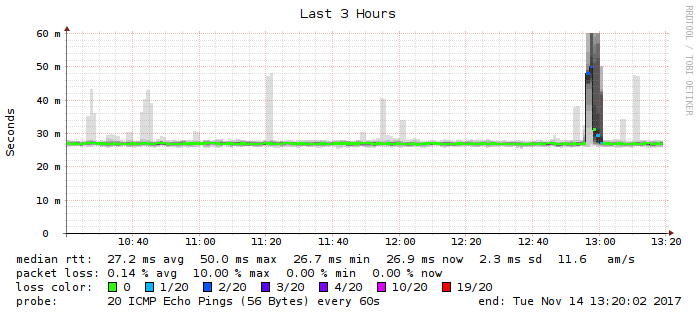 Last 3 Hours
RRDTOOL / TOBI OETIKER
Seconds
60 m
50 m
40 m
30 m
20 m
10 m
0
10:40 11:00 11:20 11:40 12:00 12:20 12:40 13:00 13:20
median rtt: 27.2 ms avg 50.0 ms max 26.7 ms min 26.9 ms now 2.3 ms sd 11.6 am/s
packet loss: 0.14 % avg 10.00 % max 0.00 % min 0.00 % now
loss color: 0 1/20 2/20 3/20 4/20 10/20 19/20
probe: 20 ICMP Echo Pings (56 Bytes) every 60s end: Tue Nov 14 13:20:02 2017